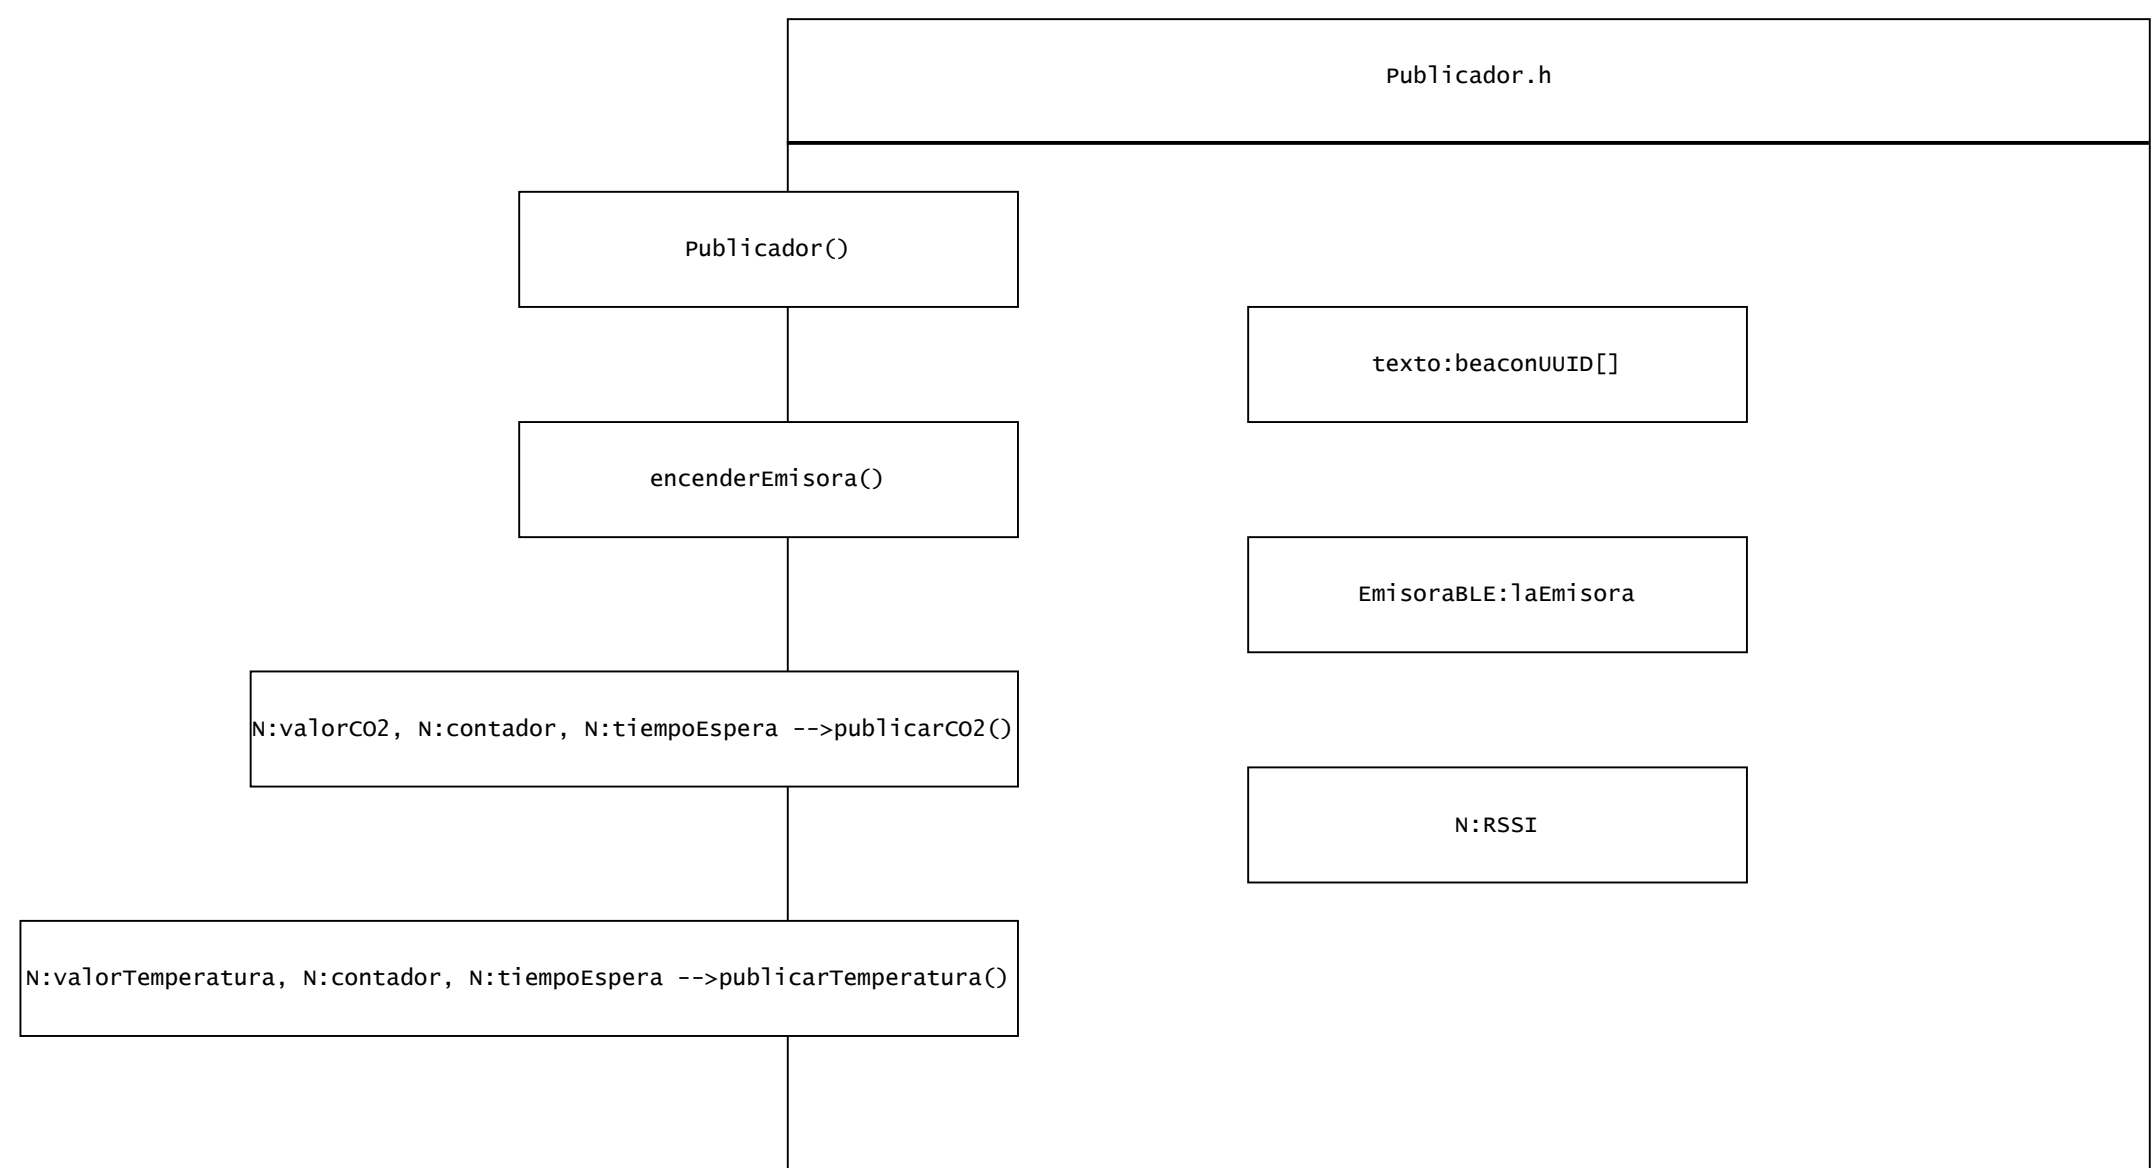 Publicador.h
Publicador()
texto:beaconUUID[]
encenderEmisora()
EmisoraBLE:laEmisora
N:valorCO2, N:contador, N:tiempoEspera -->publicarCO2()
N:RSSI
N:valorTemperatura, N:contador, N:tiempoEspera -->publicarTemperatura()